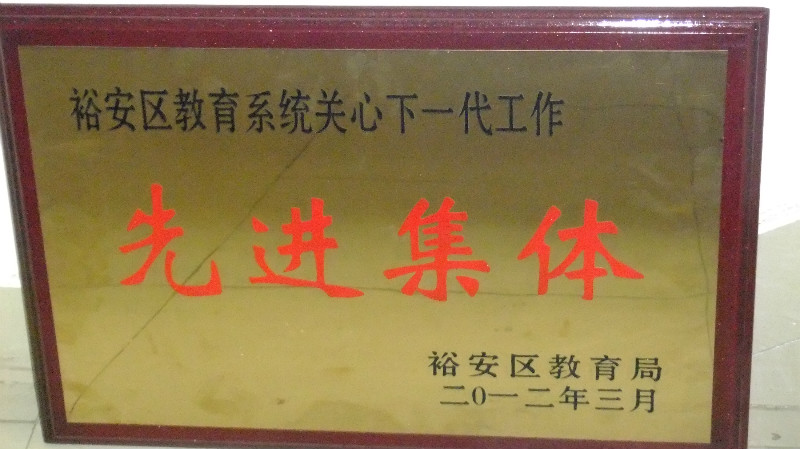 裕安区教育系统关心下一代工作
先进集体
裕安区教育局
二0一二年三月